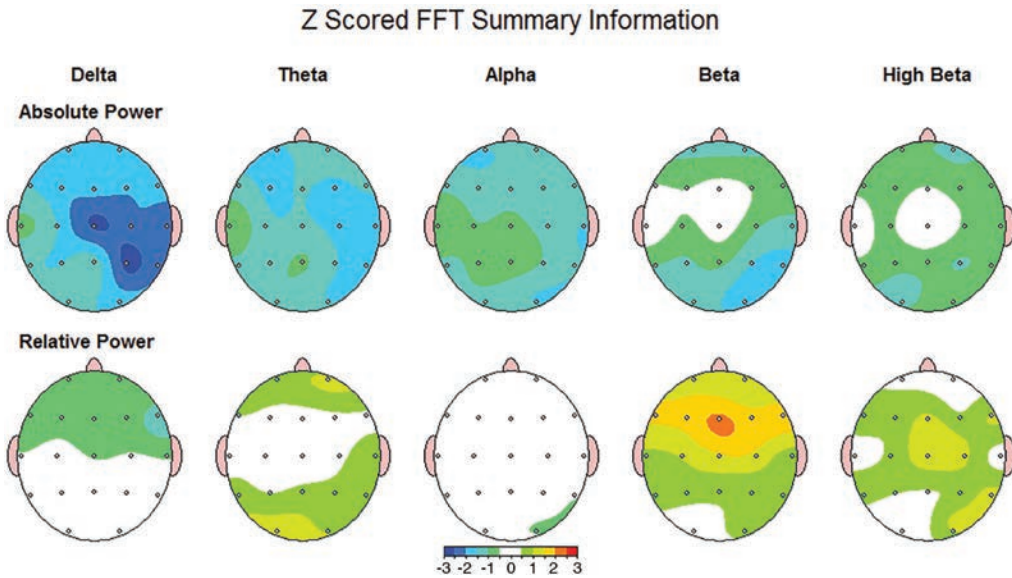 Z Scored FFT Summary Information
Delta Theta Alpha Beta High Beta
Absolute Power
Relative Power
-3 -2 -1 0 1 2 3